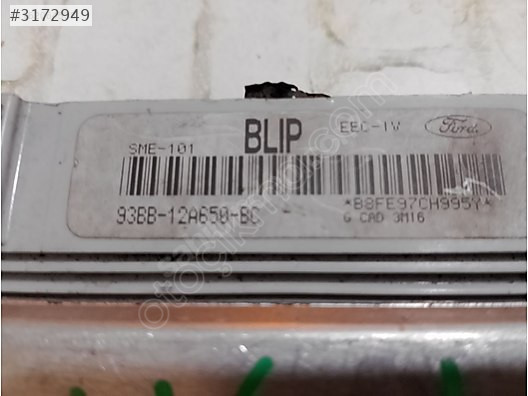 #3172949
SME-101 BLIP EEC-IV Ford
93BB-12A650-BC *B8FE97CH995Y*
G CAD 3M16